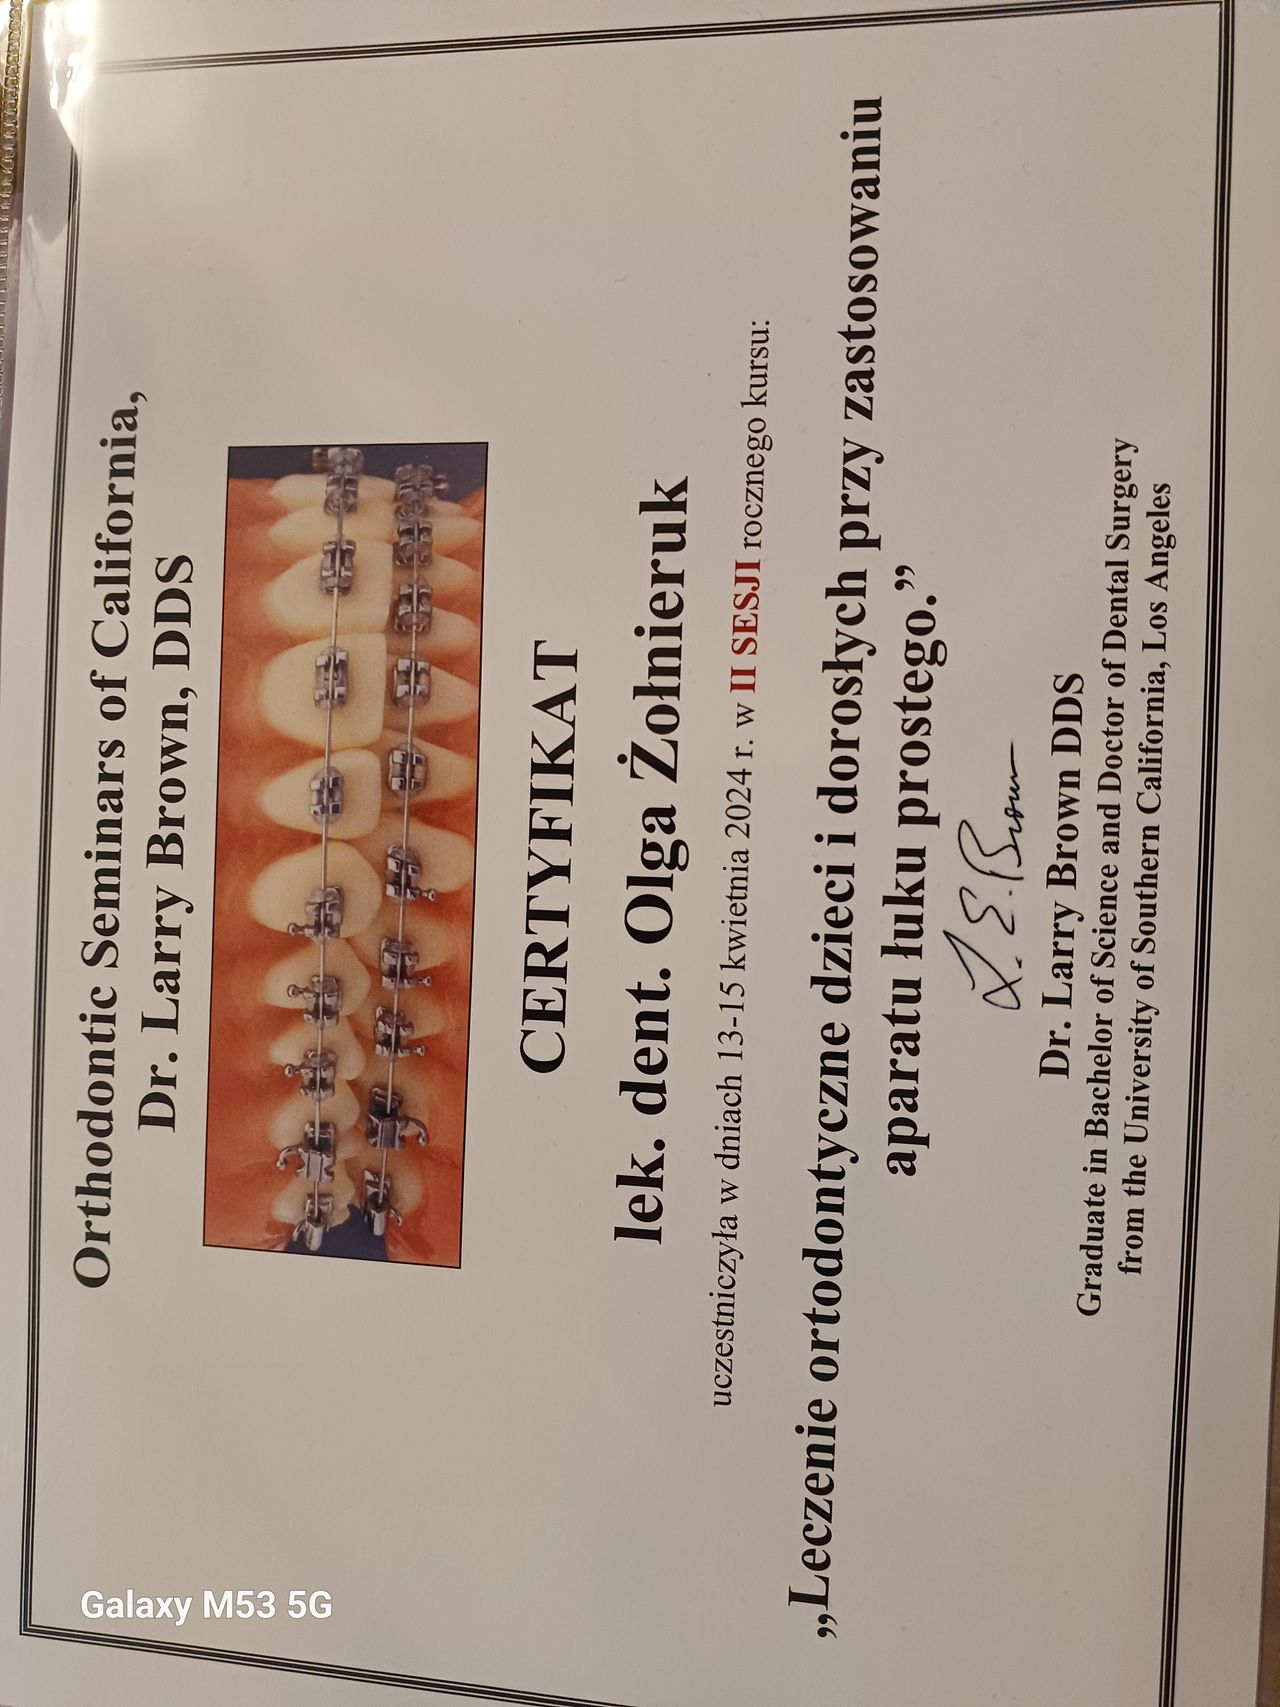 Orthodontic Seminars of California,
Dr. Larry Brown, DDS
CERTYFIKAT
lek. dent. Olga Żołnieruk
uczestniczyła w dniach 13-15 kwietnia 2024 r. w II SESJI rocznego kursu:
„Leczenie ortodontyczne dzieci i dorosłych przy zastosowaniu
aparatu łuku prostego.”
L. E. Brown
Dr. Larry Brown DDS
Graduate in Bachelor of Science and Doctor of Dental Surgery
from the University of Southern California, Los Angeles
Galaxy M53 5G